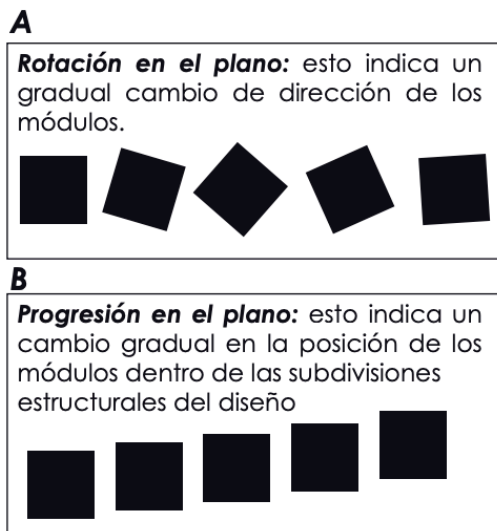 A
Rotación en el plano: esto indica un
gradual cambio de dirección de los
módulos.
B
Progresión en el plano: esto indica un
cambio gradual en la posición de los
módulos dentro de las subdivisiones
estructurales del diseño